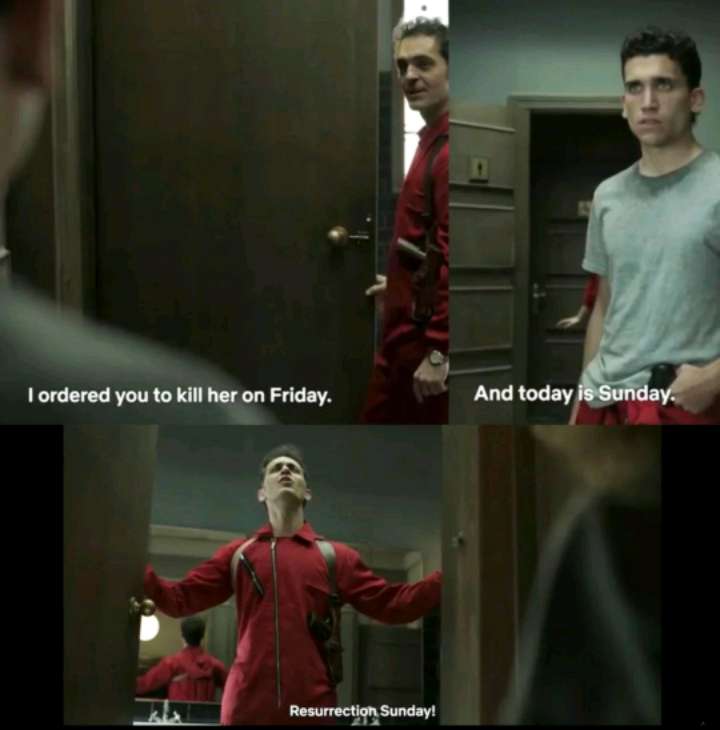 I ordered you to kill her on Friday.
And today is Sunday.
Resurrection Sunday!